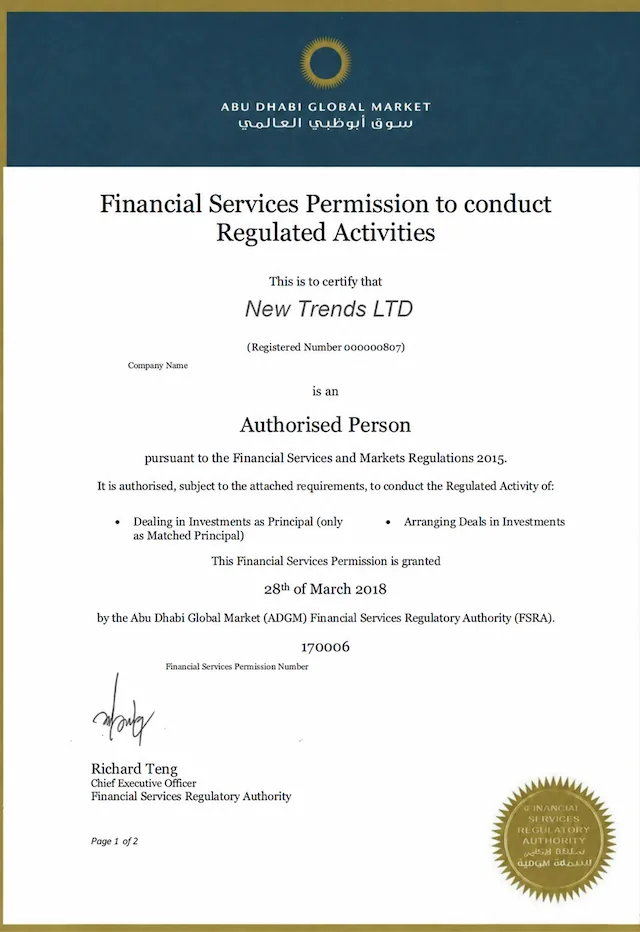 ABU DHABI GLOBAL MARKET
سوق أبوظبي العالمي
Financial Services Permission to conduct
Regulated Activities
This is to certify that
New Trends LTD
(Registered Number 000000807)
Company Name
is an
Authorised Person
pursuant to the Financial Services and Markets Regulations 2015.
It is authorised, subject to the attached requirements, to conduct the Regulated Activity of:
• Dealing in Investments as Principal (only
as Matched Principal)
• Arranging Deals in Investments
This Financial Services Permission is granted
28th of March 2018
by the Abu Dhabi Global Market (ADGM) Financial Services Regulatory Authority (FSRA).
170006
Financial Services Permission Number
Richard Teng
Chief Executive Officer
Financial Services Regulatory Authority
Page 1 of 2
FINANCIAL
SERVICES
REGULATORY
AUTHORITY